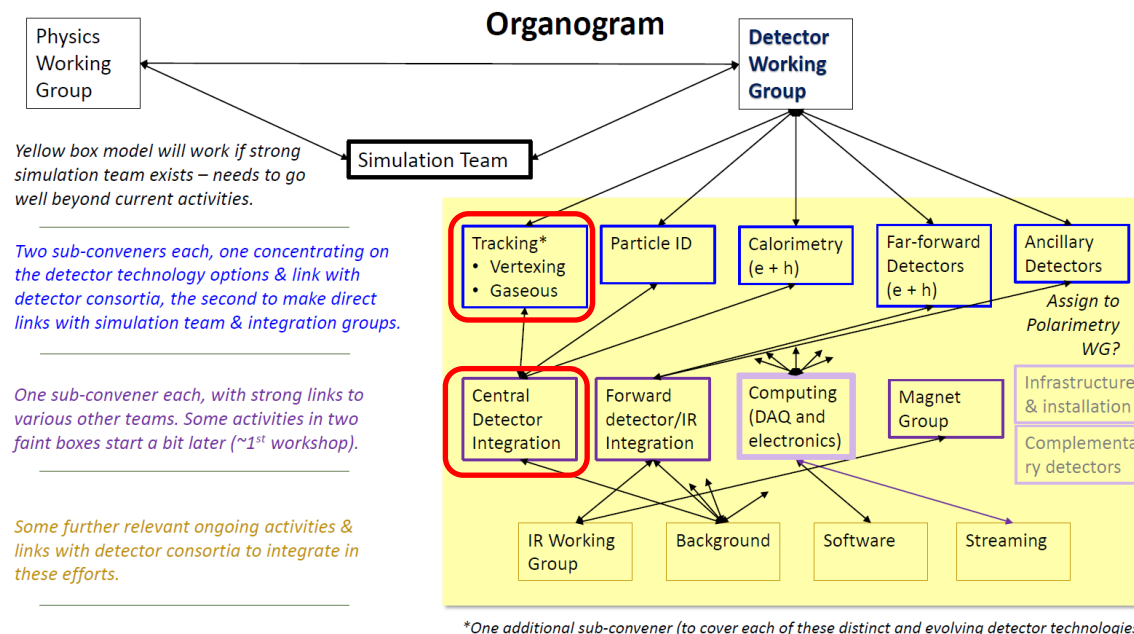 Organogram
Physics
Working
Group
Detector
Working
Group
Simulation Team
Yellow box model will work if strong
simulation team exists – needs to go
well beyond current activities.
Two sub-conveners each, one concentrating on
the detector technology options & link with
detector consortia, the second to make direct
links with simulation team & integration groups.
One sub-convener each, with strong links to
various other teams. Some activities in two
faint boxes start a bit later (~1st workshop).
Some further relevant ongoing activities &
links with detector consortia to integrate in
these efforts.
Tracking*
• Vertexing
• Gaseous
Particle ID
Calorimetry
(e + h)
Far-forward
Detectors
(e + h)
Ancillary
Detectors
Assign to
Polarimetry
WG?
Central
Detector
Integration
Forward
detector/IR
Integration
Computing
(DAQ and
electronics)
Magnet
Group
Infrastructure
& installation
Complementa
ry detectors
IR Working
Group
Background
Software
Streaming
*One additional sub-convener (to cover each of these distinct and evolving detector technologies